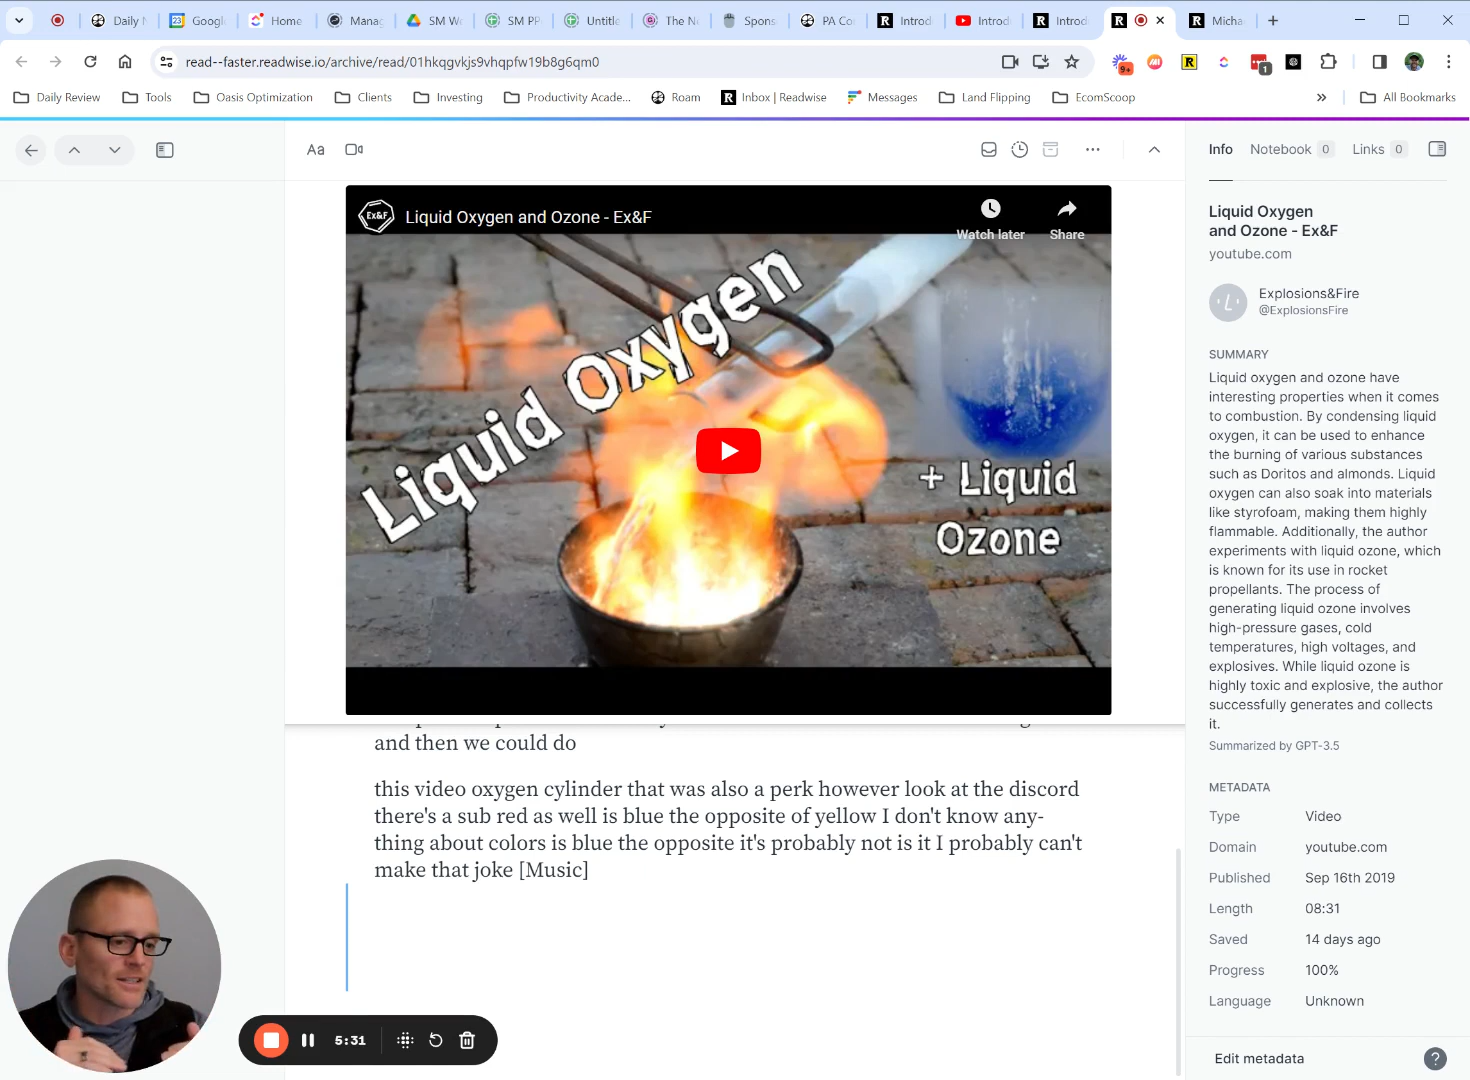 Daily N
Googl
Home
Manag
SM We
SM PP
Untitle
The Ne
Spons
PA Co
Introd
Introd
Introd
Micha
read--faster.readwise.io/archive/read/01hkqgvkjs9vhqpfw19b8g6qm0
9+
1
Daily Review
Tools
Oasis Optimization
Clients
Investing
Productivity Acade...
Roam
Inbox | Readwise
Messages
Land Flipping
EcomScoop
»
All Bookmarks
Aa
Info
Notebook 0
Links 0
Ex&F
Liquid Oxygen and Ozone - Ex&F
Watch later
Share
Liquid Oxygen
+ Liquid
Ozone
and then we could do
this video oxygen cylinder that was also a perk however look at the discord
there's a sub red as well is blue the opposite of yellow I don't know any-
thing about colors is blue the opposite it's probably not is it I probably can't
make that joke [Music]
5:31
Liquid Oxygen
and Ozone - Ex&F
youtube.com
Explosions&Fire
@ExplosionsFire
SUMMARY
Liquid oxygen and ozone have
interesting properties when it comes
to combustion. By condensing liquid
oxygen, it can be used to enhance
the burning of various substances
such as Doritos and almonds. Liquid
oxygen can also soak into materials
like styrofoam, making them highly
flammable. Additionally, the author
experiments with liquid ozone, which
is known for its use in rocket
propellants. The process of
generating liquid ozone involves
high-pressure gases, cold
temperatures, high voltages, and
explosives. While liquid ozone is
highly toxic and explosive, the author
successfully generates and collects
it.
Summarized by GPT-3.5
METADATA
Type Video
Domain youtube.com
Published Sep 16th 2019
Length 08:31
Saved 14 days ago
Progress 100%
Language Unknown
Edit metadata
?